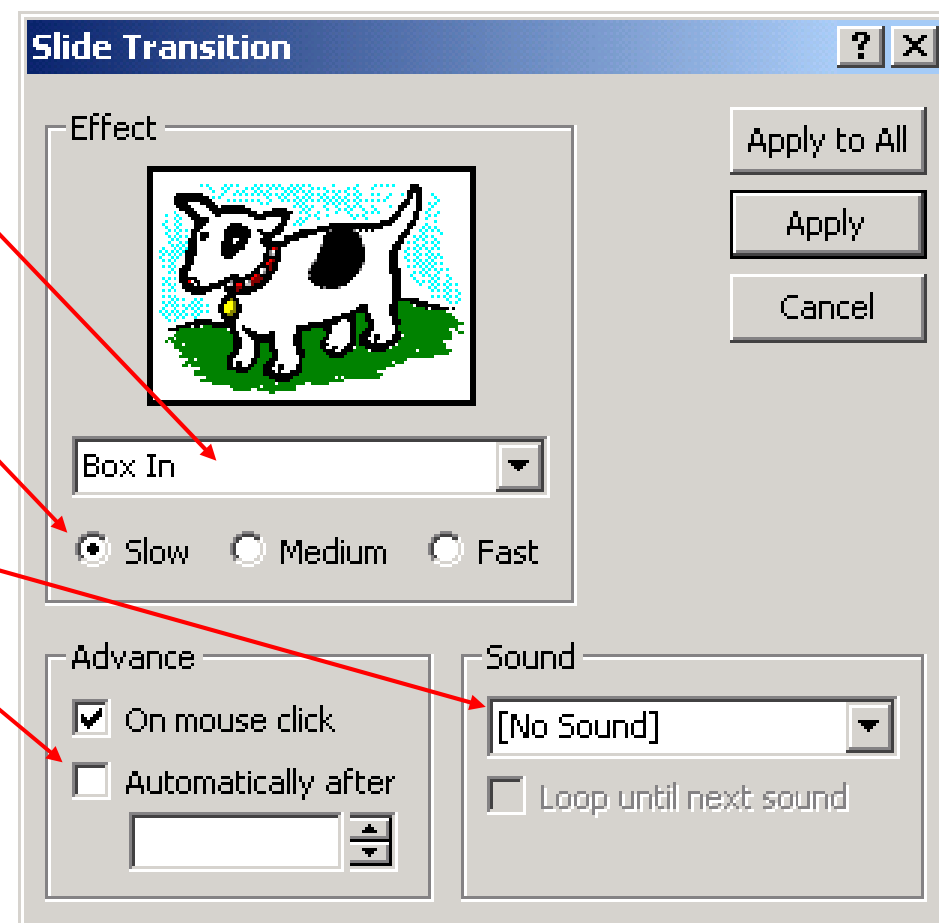 Slide Transition
Effect
Apply to All
Apply
Cancel
Box In
Slow Medium Fast
Advance
On mouse click
Automatically after
Sound
[No Sound]
Loop until next sound